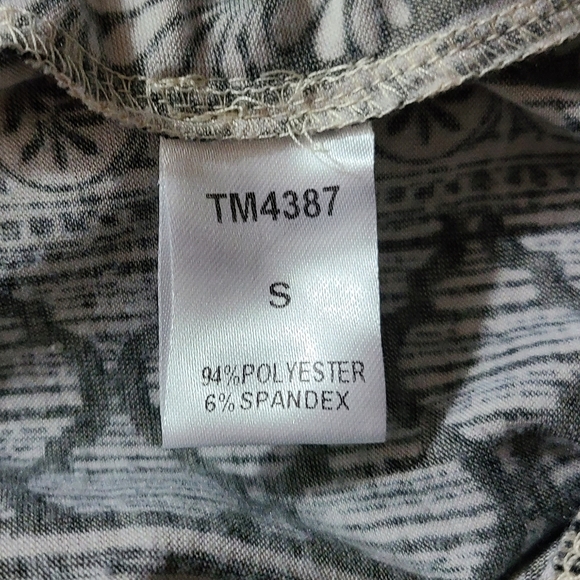 TM4387
S
94%POLYESTER
6%SPANDEX